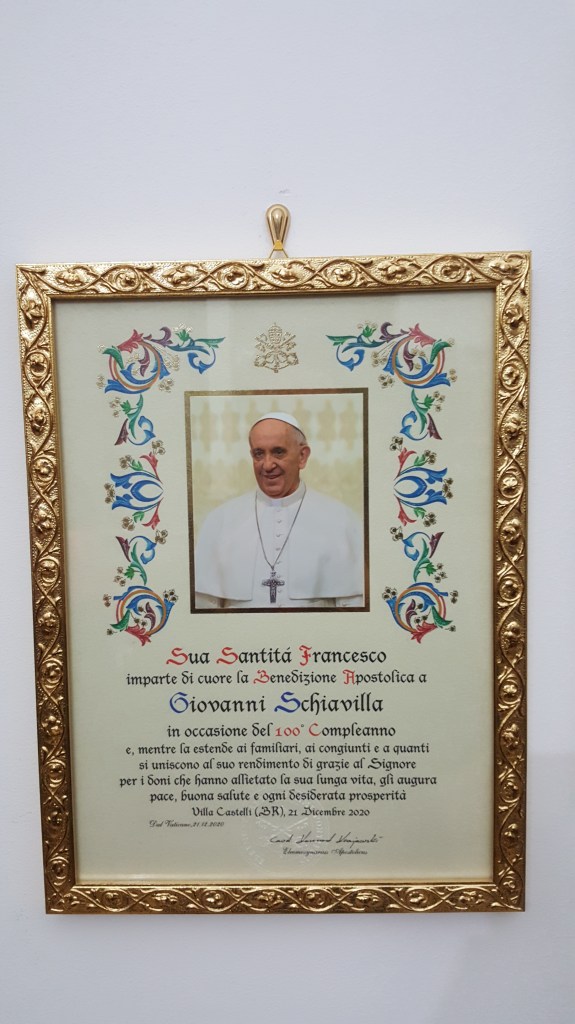 Sua Santitá Francesco
imparte di cuore la Benedizione Apostolica a
Giovanni Schiavilla
in occasione del 100° Compleanno
e, mentre la estende ai familiari, ai congiunti e a quanti
si uniscono al suo rendimento di grazie al Signore
per i doni che hanno allietato la sua lunga vita, gli augura
pace, buona salute e ogni desiderata prosperità
Villa Castelli (BR), 21 Dicembre 2020
Dal Vaticano, 21.12.2020